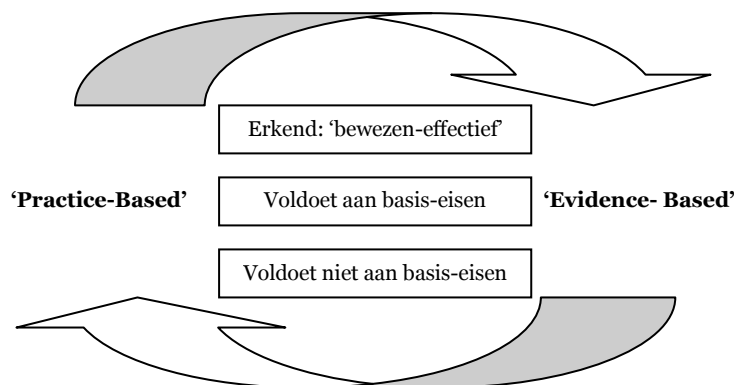 Erkend: ‘bewezen-effectief’
‘Practice-Based’
Voldoet aan basis-eisen
‘Evidence- Based’
Voldoet niet aan basis-eisen